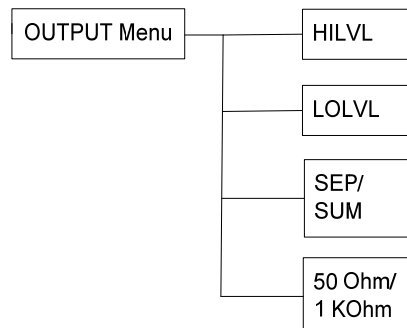 OUTPUT Menu
HILVL
LOLVL
SEP/
SUM
50 Ohm/
1 KOhm